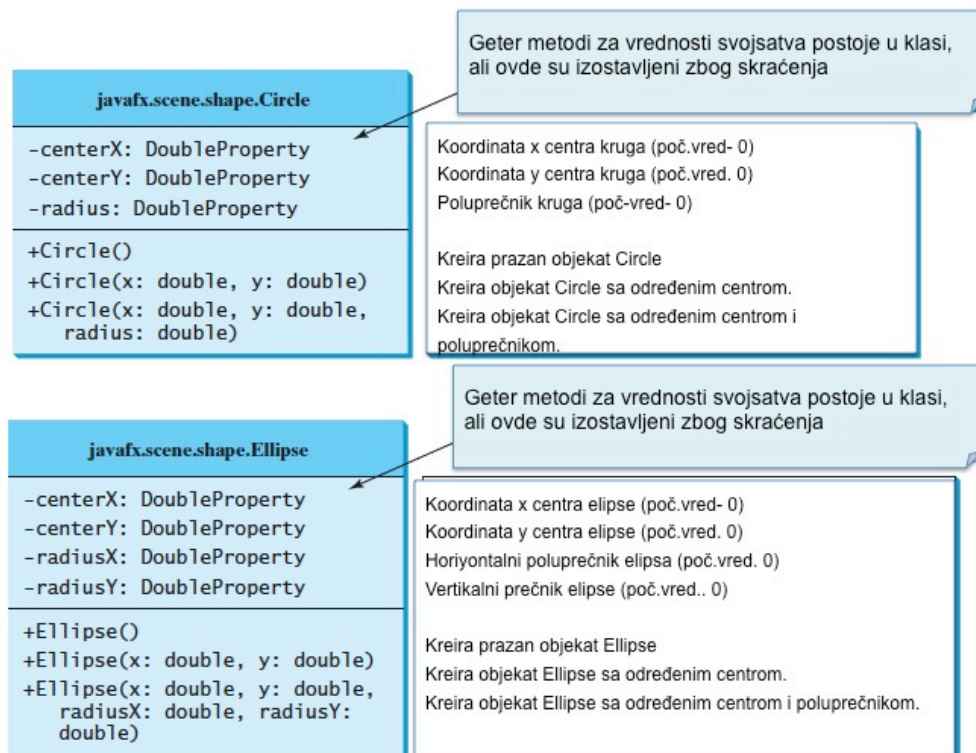 Geter metodi za vrednosti svojsatva postoje u klasi,
ali ovde su izostavljeni zbog skraćenja
javafx.scene.shape.Circle
-centerX: DoubleProperty
-centerY: DoubleProperty
-radius: DoubleProperty
+Circle()
+Circle(x: double, y: double)
+Circle(x: double, y: double,
radius: double)
Koordinata x centra kruga (poč.vred- 0)
Koordinata y centra kruga (poč.vred. 0)
Poluprečnik kruga (poč-vred- 0)
Kreira prazan objekat Circle
Kreira objekat Circle sa određenim centrom.
Kreira objekat Circle sa određenim centrom i
poluprečnikom.
Geter metodi za vrednosti svojsatva postoje u klasi,
ali ovde su izostavljeni zbog skraćenja
javafx.scene.shape.Ellipse
-centerX: DoubleProperty
-centerY: DoubleProperty
-radiusX: DoubleProperty
-radiusY: DoubleProperty
+Ellipse()
+Ellipse(x: double, y: double)
+Ellipse(x: double, y: double,
radiusX: double, radiusY:
double)
Koordinata x centra elipse (poč.vred- 0)
Koordinata y centra elipse (poč.vred. 0)
Horiyontalni poluprečnik elipsa (poč.vred. 0)
Vertikalni prečnik elipse (poč.vred.. 0)
Kreira prazan objekat Ellipse
Kreira objekat Ellipse sa određenim centrom.
Kreira objekat Ellipse sa određenim centrom i poluprečnikom.